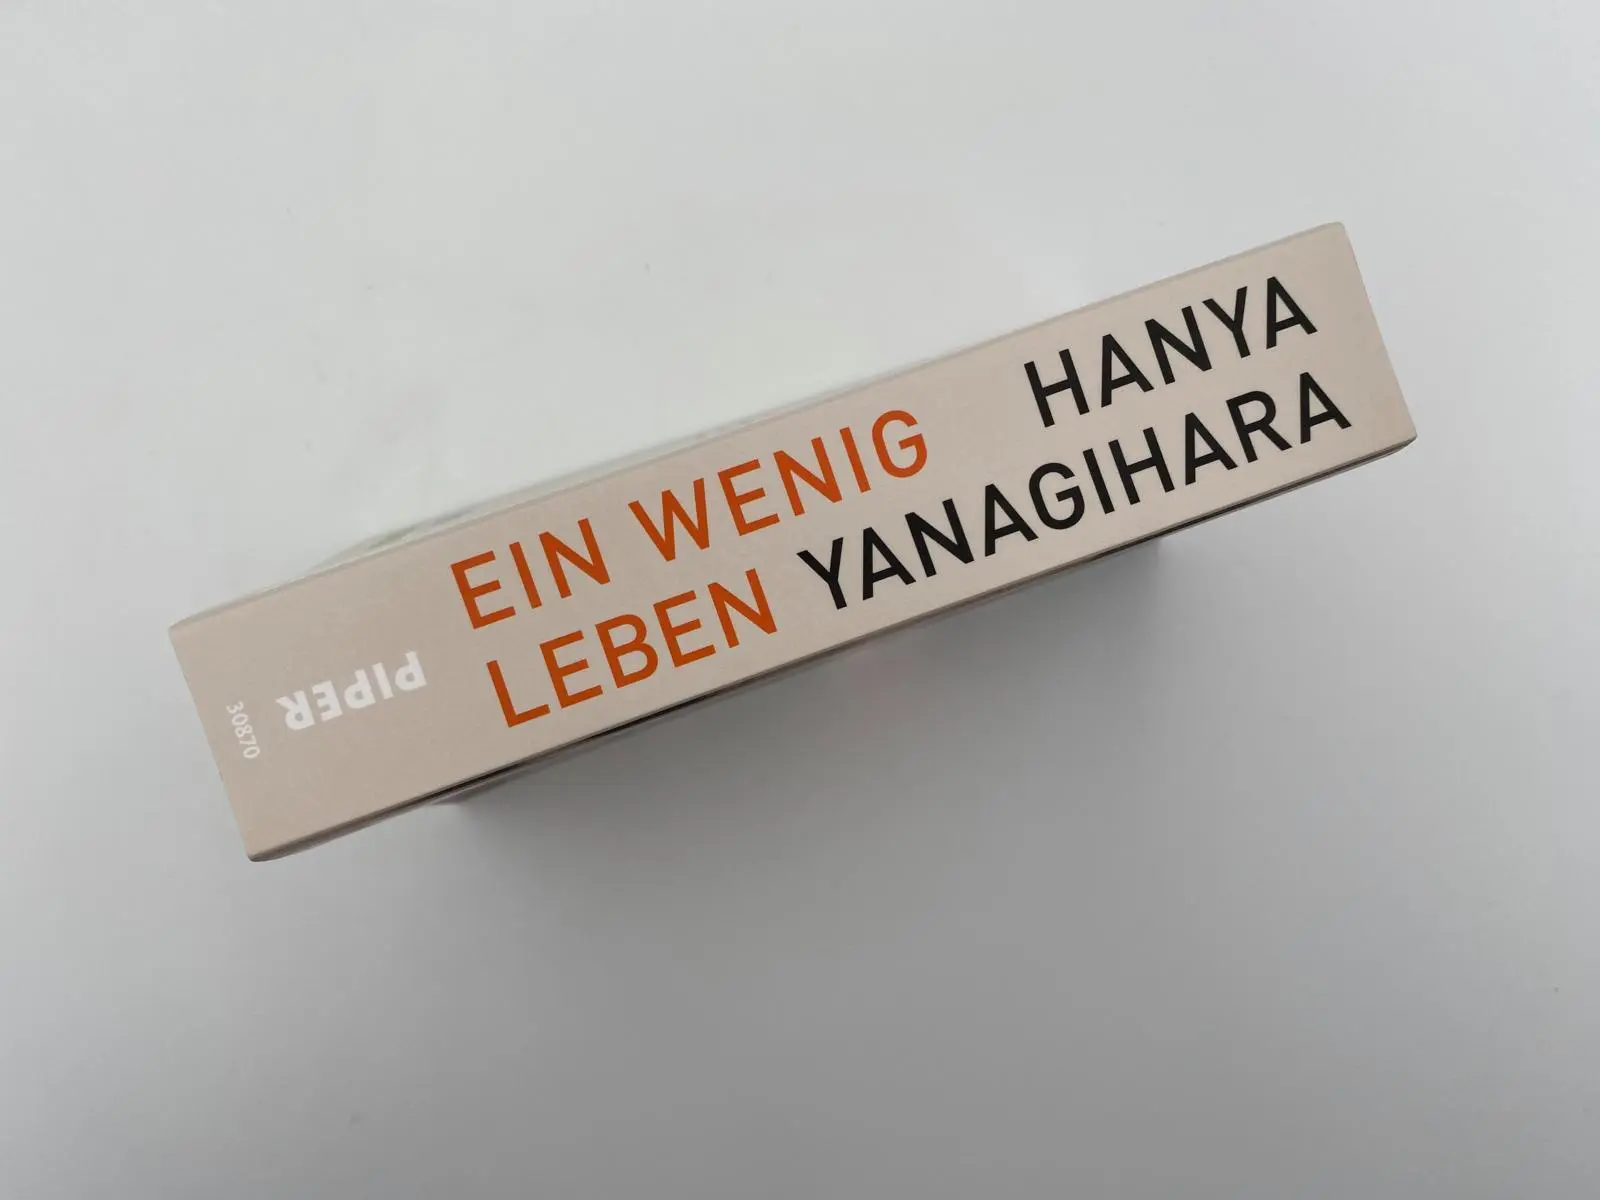 HANYA
YANAGIHARA
EIN WENIG
LEBEN
PIPER
30870